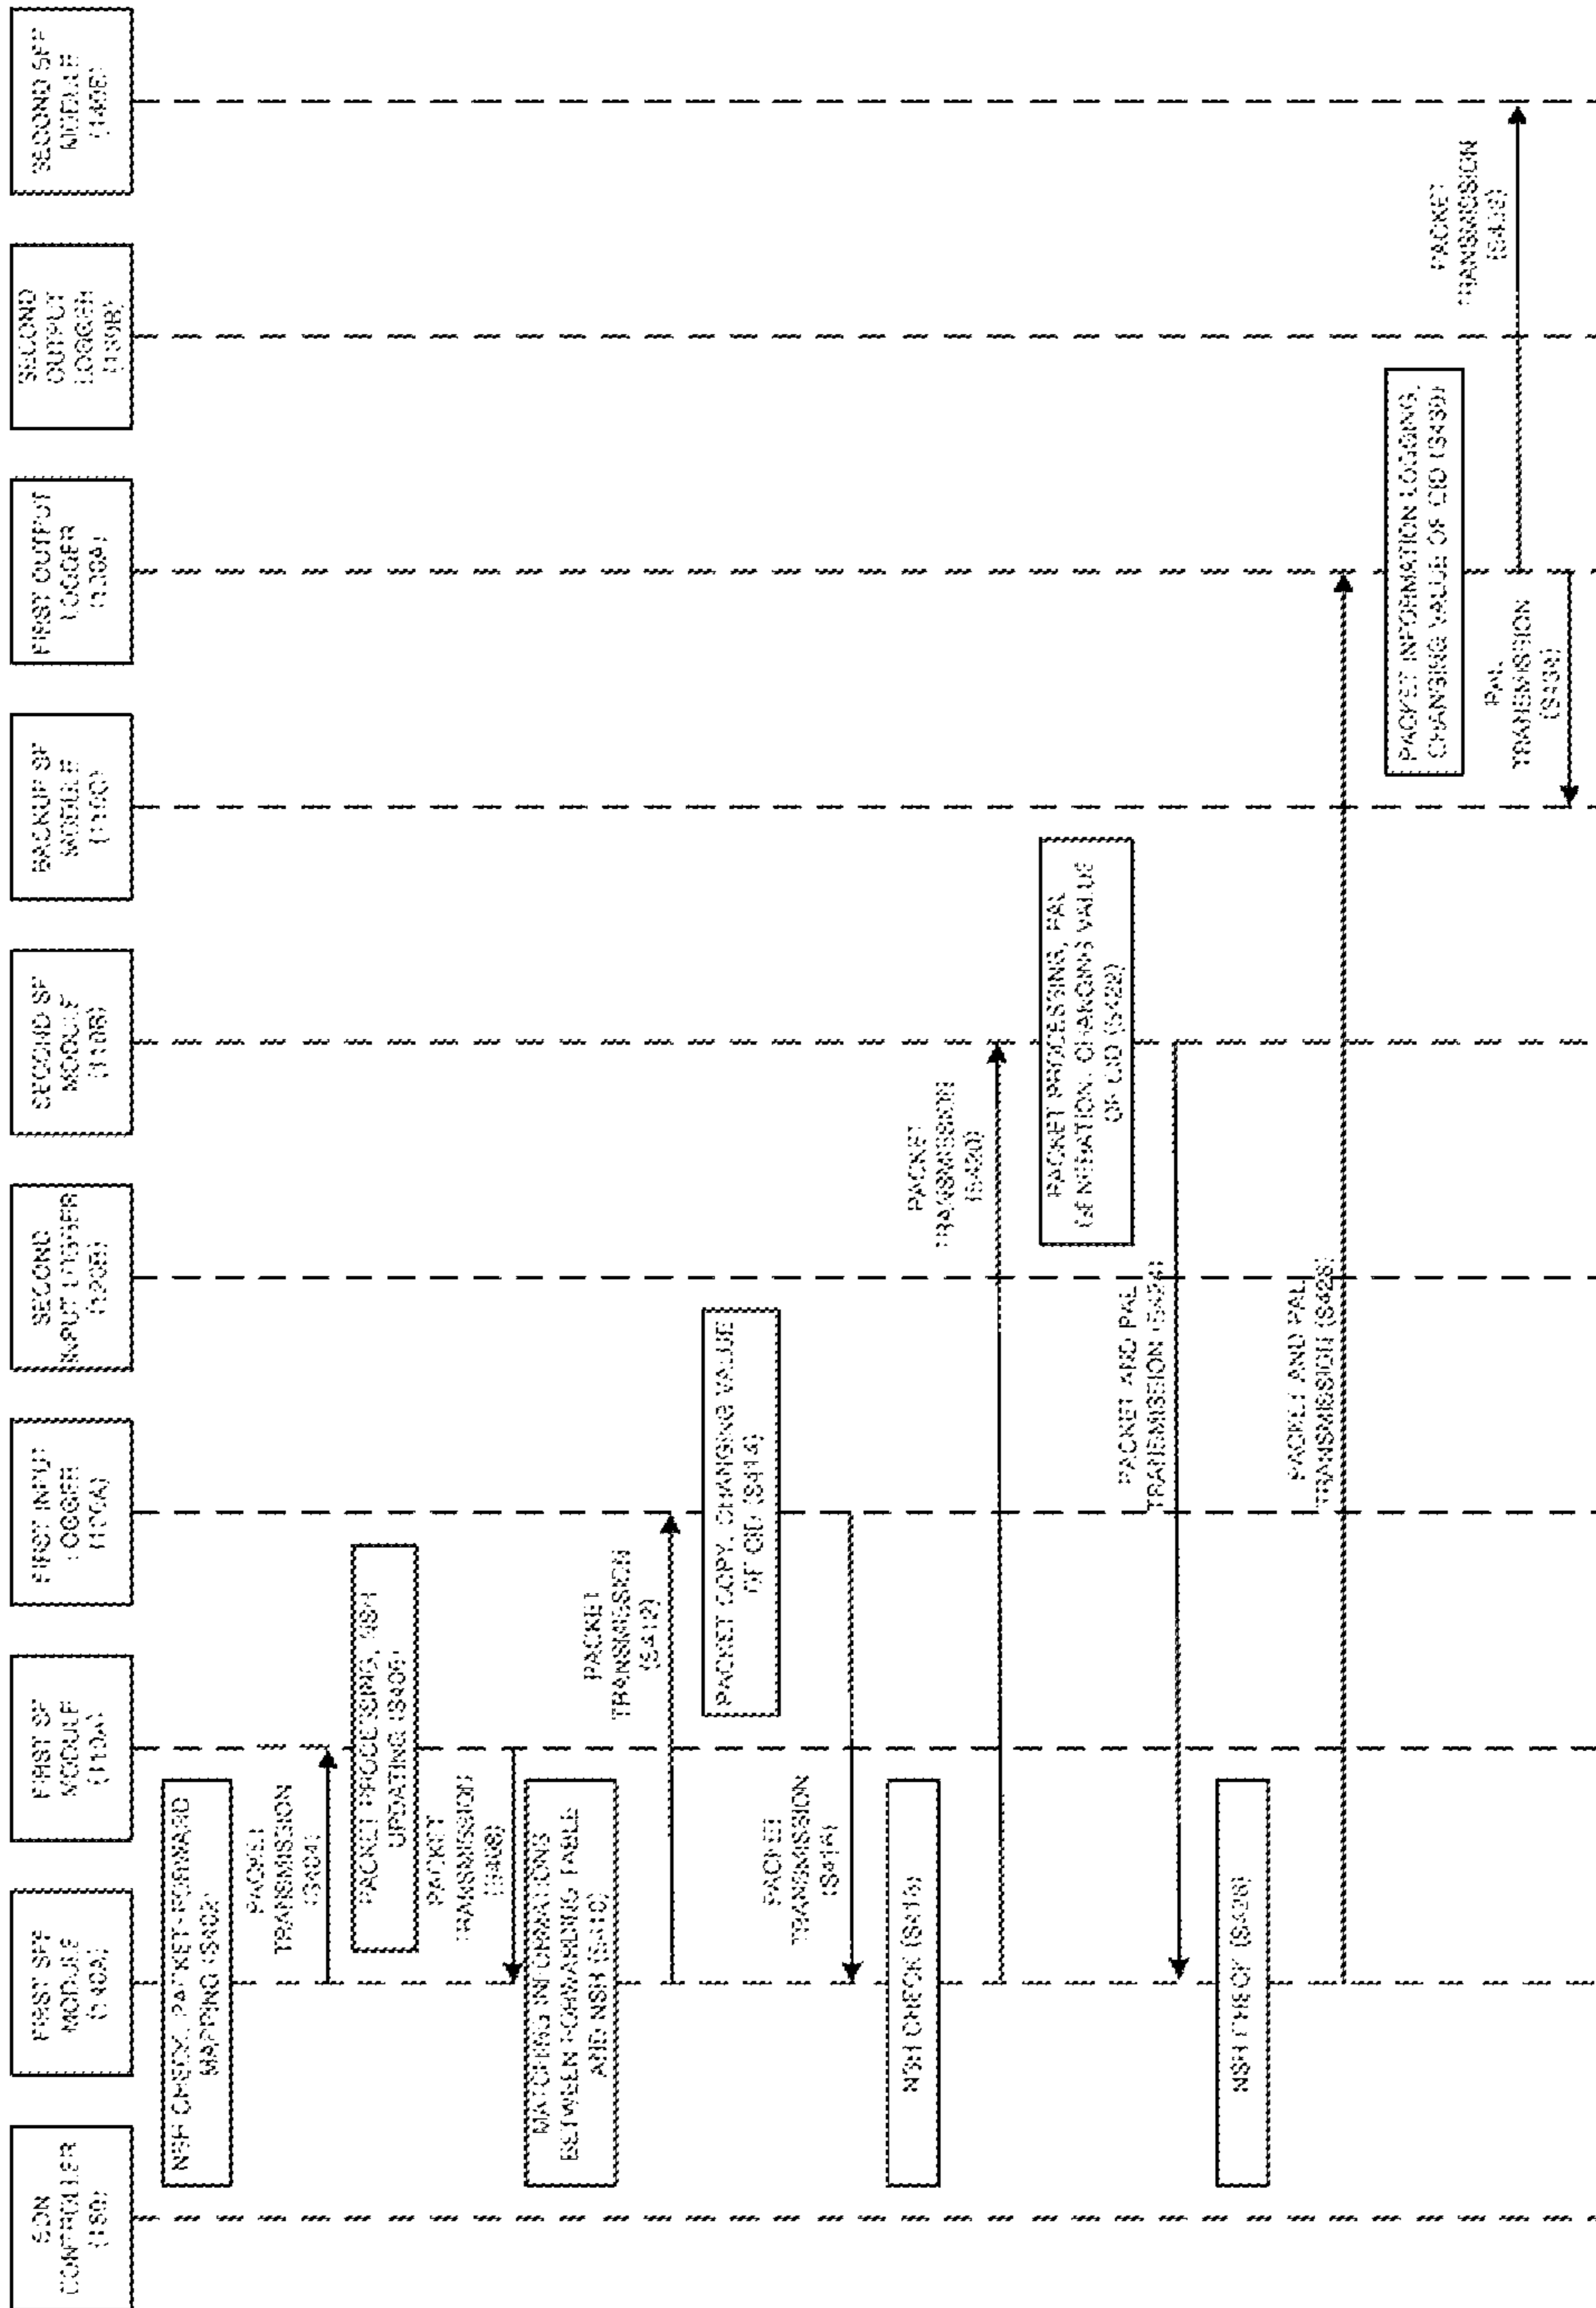 SDN
CONTROLLER
FIRST SFF
MODULE
(140A)
FIRST SF
MODULE
(110A)
FIRST INPUT
LOGGER
SECOND
INPUT LOGGER
(120B)
SECOND SF
MODULE
(110B)
BACKUP SF
MODULE
(110C)
FIRST OUTPUT
LOGGER
(130A)
SECOND
OUTPUT
LOGGER
(130B)
SECOND SFF
MODULE
(140B)
NSH CHECK, PACKET-FORWARD
MAPPING (S402)
PACKET
TRANSMISSION
(S404)
PACKET PROCESSING, NSH
UPDATING (S406)
PACKET
TRANSMISSION
(S408)
MATCHING INFORMATIONS
BETWEEN FORWARDING TABLE
AND NSH (S410)
PACKET
TRANSMISSION
(S412)
PACKET COPY, CHANGING VALUE
OF CID (S414)
PACKET
TRANSMISSION
(S416)
NSH CHECK (S418)
PACKET
TRANSMISSION
(S420)
PACKET PROCESSING, PAL
GENERATION, CHANGING VALUE
OF CID (S422)
PACKET AND PAL
TRANSMISSION (S424)
NSH CHECK (S426)
PACKET AND PAL
TRANSMISSION (S428)
PACKET INFORMATION LOGGING,
CHANGING VALUE OF CID (S430)
PACKET
TRANSMISSION
(S432)
PAL
TRANSMISSION
(S434)